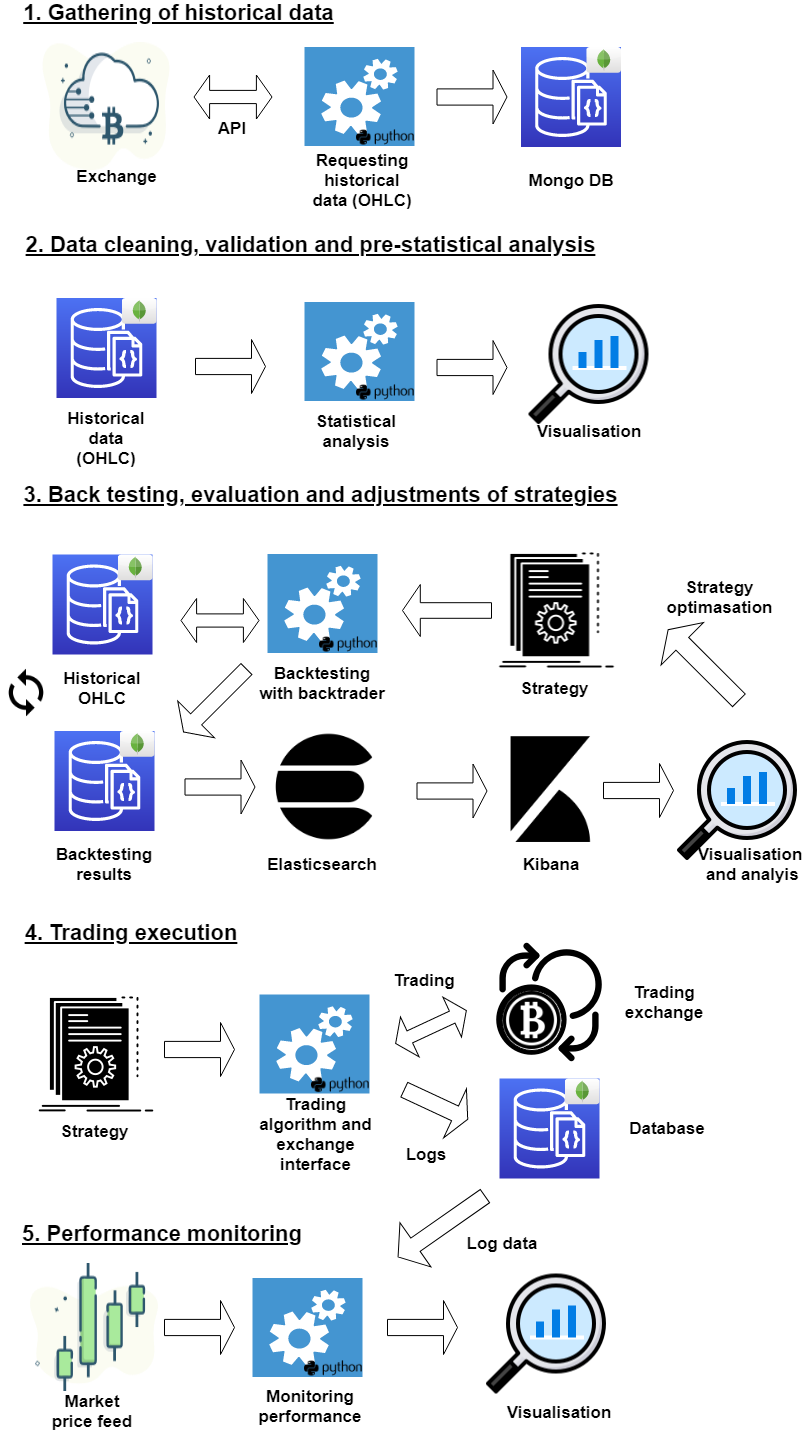 1. Gathering of historical data
API
python
Exchange
Requesting
historical
data (OHLC)
Mongo DB
2. Data cleaning, validation and pre-statistical analysis
python
Historical
data
(OHLC)
Statistical
analysis
Visualisation
3. Back testing, evaluation and adjustments of strategies
python
Historical
OHLC
Backtesting
with backtrader
Strategy
Strategy
optimasation
Backtesting
results
Elasticsearch
Kibana
Visualisation
and analyis
4. Trading execution
Strategy
python
Trading
algorithm and
exchange
interface
Trading
Logs
Trading
exchange
Database
Log data
5. Performance monitoring
Market
price feed
python
Monitoring
performance
Visualisation